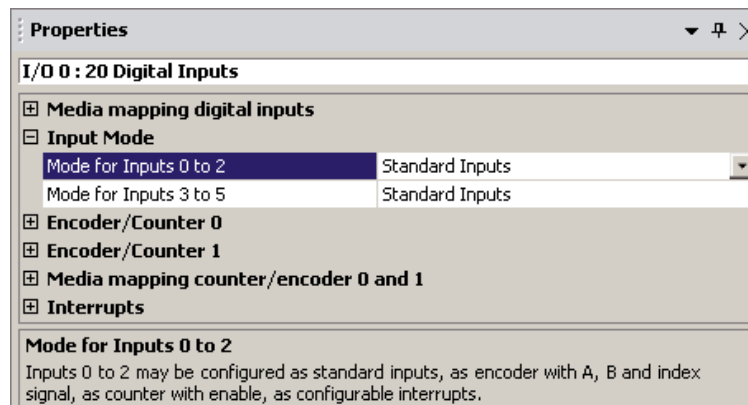 Properties
I/O 0 : 20 Digital Inputs
Media mapping digital inputs
Input Mode
Mode for Inputs 0 to 2 Standard Inputs
Mode for Inputs 3 to 5 Standard Inputs
Encoder/Counter 0
Encoder/Counter 1
Media mapping counter/encoder 0 and 1
Interrupts
Mode for Inputs 0 to 2
Inputs 0 to 2 may be configured as standard inputs, as encoder with A, B and index
signal, as counter with enable, as configurable interrupts.